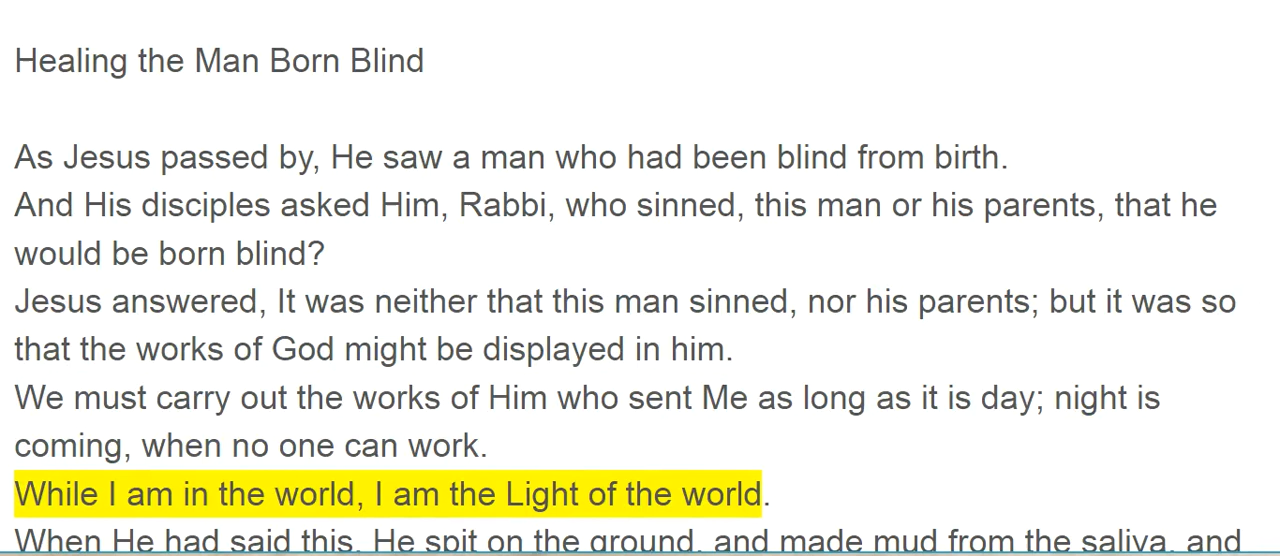 Healing the Man Born Blind
As Jesus passed by, He saw a man who had been blind from birth.
And His disciples asked Him, Rabbi, who sinned, this man or his parents, that he
would be born blind?
Jesus answered, It was neither that this man sinned, nor his parents; but it was so
that the works of God might be displayed in him.
We must carry out the works of Him who sent Me as long as it is day; night is
coming, when no one can work.
While I am in the world, I am the Light of the world.
When He had said this, He spit on the ground, and made mud from the saliva, and